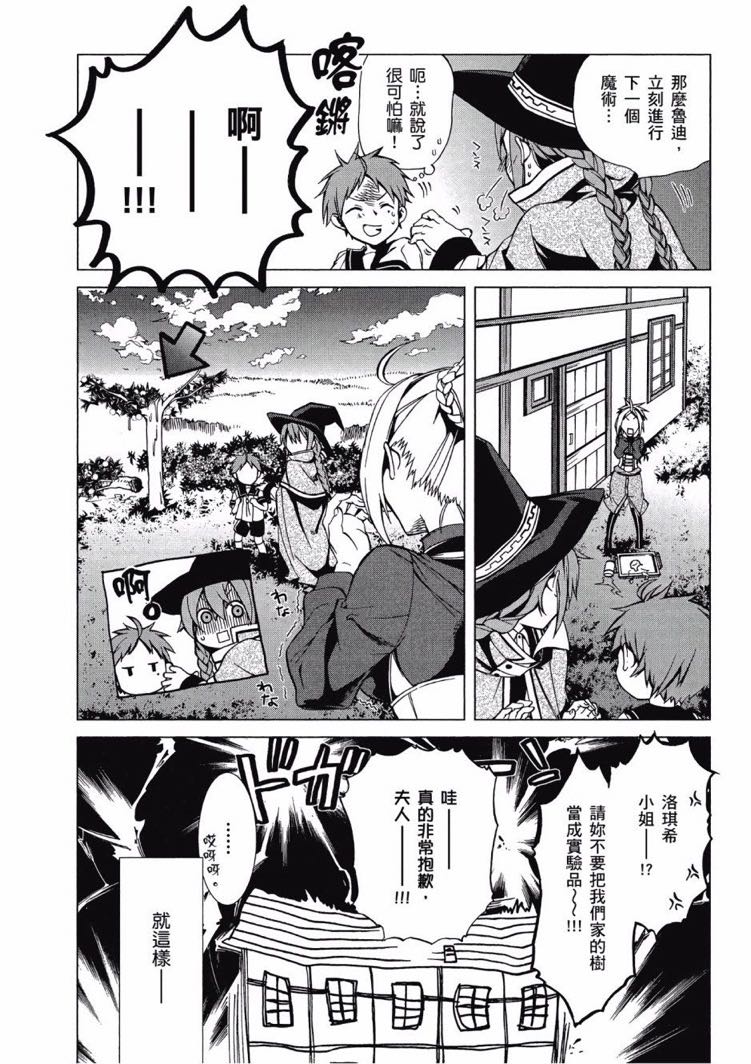 那麼魯迪，
立刻進行
下一個
魔術…
呃…就說了
很可怕嘛！
喀鏘
啊——
——
——!!!
啊
わな
わな
洛琪希
小姐——!?
請妳不要把我們家的樹
當成實驗品～～!!!
哇——
真的非常抱歉，
夫人——!!!
ドガ
……
哎呀呀。
就這樣—